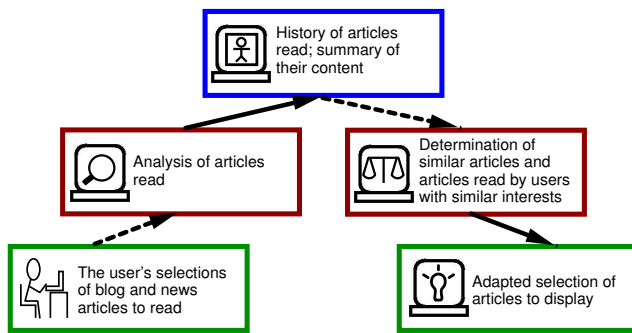 History of articles
read; summary of
their content
Analysis of articles
read
Determination of
similar articles and
articles read by users
with similar interests
The user's selections
of blog and news
articles to read
Adapted selection of
articles to display